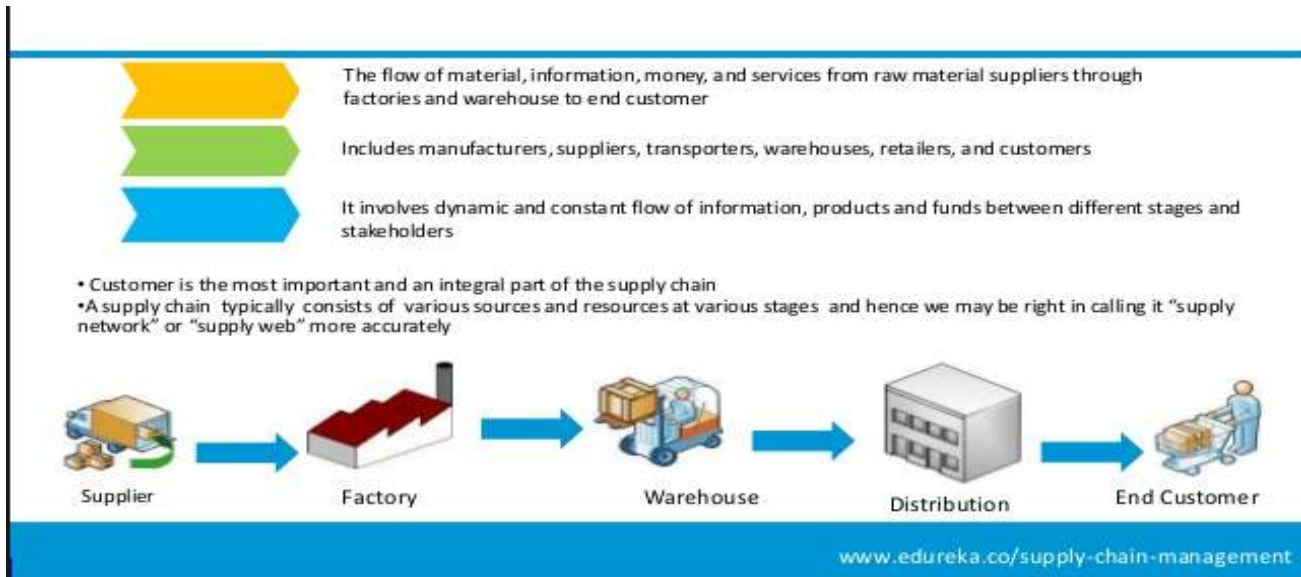 The flow of material, information, money, and services from raw material suppliers through
factories and warehouse to end customer
Includes manufacturers, suppliers, transporters, warehouses, retailers, and customers
It involves dynamic and constant flow of information, products and funds between different stages and
stakeholders
• Customer is the most important and an integral part of the supply chain
•A supply chain typically consists of various sources and resources at various stages and hence we may be right in calling it “supply
network” or “supply web” more accurately
Supplier
Factory
Warehouse
Distribution
End Customer
www.edureka.co/supply-chain-management